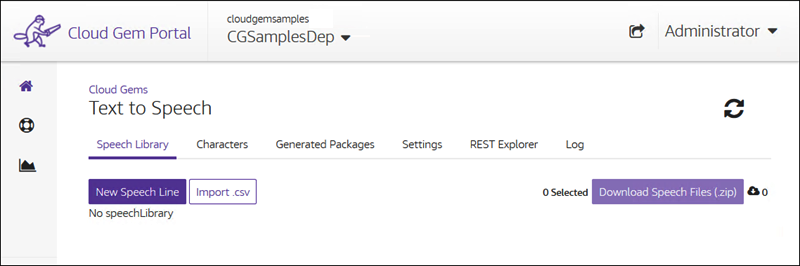 Cloud Gem Portal
cloudgemsamples
CGSamplesDep
Administrator
Cloud Gems
Text to Speech
Speech Library Characters Generated Packages Settings REST Explorer Log
New Speech Line Import .csv 0 Selected Download Speech Files (.zip) 0
No speechLibrary